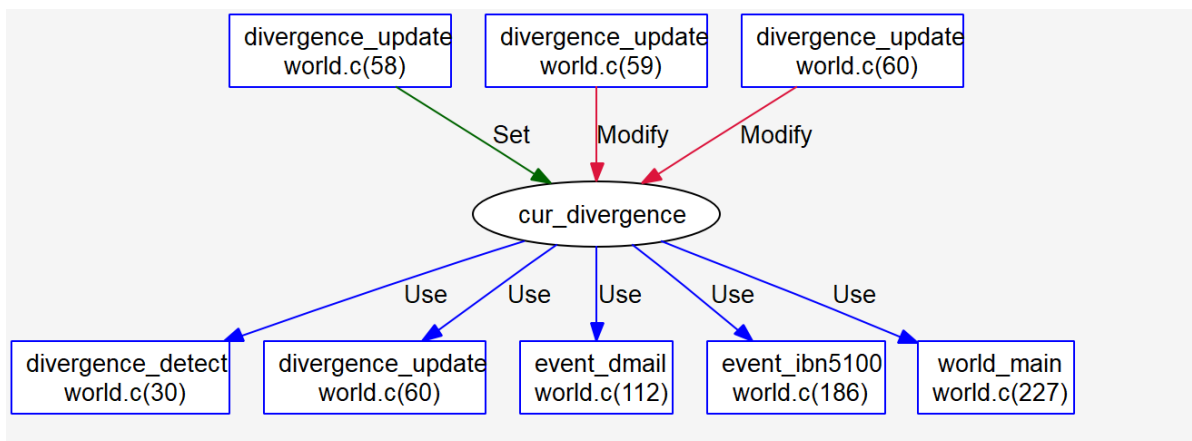 divergence_update
world.c(58)
divergence_update
world.c(59)
divergence_update
world.c(60)
Set
Modify
Modify
cur_divergence
Use
Use
Use
Use
Use
divergence_detect
world.c(30)
divergence_update
world.c(60)
event_dmail
world.c(112)
event_ibn5100
world.c(186)
world_main
world.c(227)